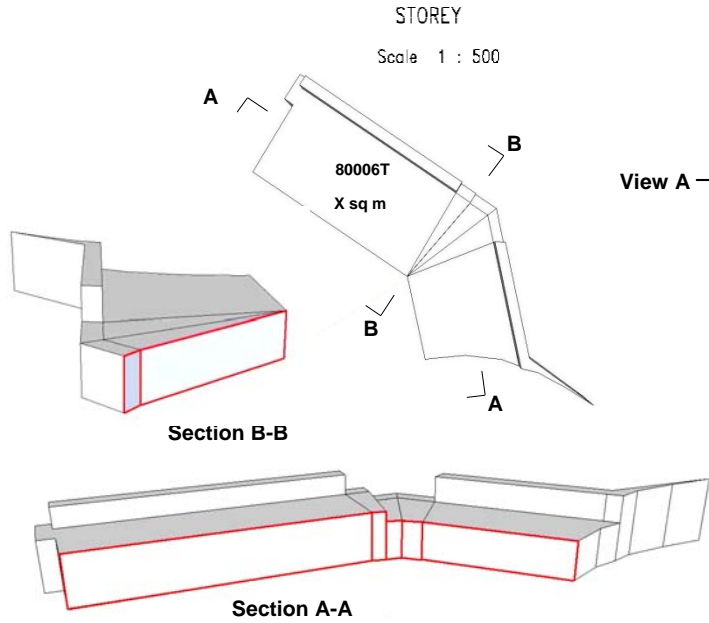 STOREY
Scale 1 : 500
A
B
80006T
View A
X sq m
B
A
Section B-B
Section A-A